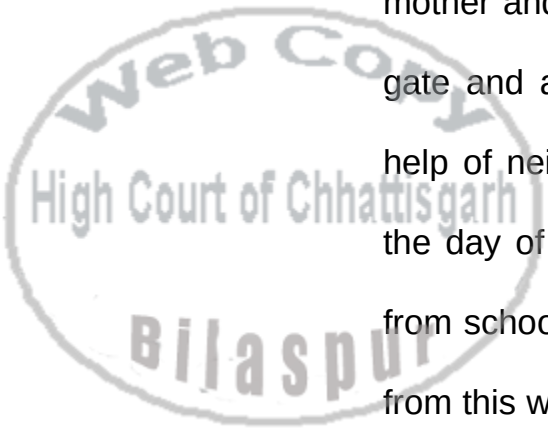 mother and
gate and a
help of nei
the day of
from schoo
from this w
Web Copy
High Court of Chhattisgarh
Bilaspur